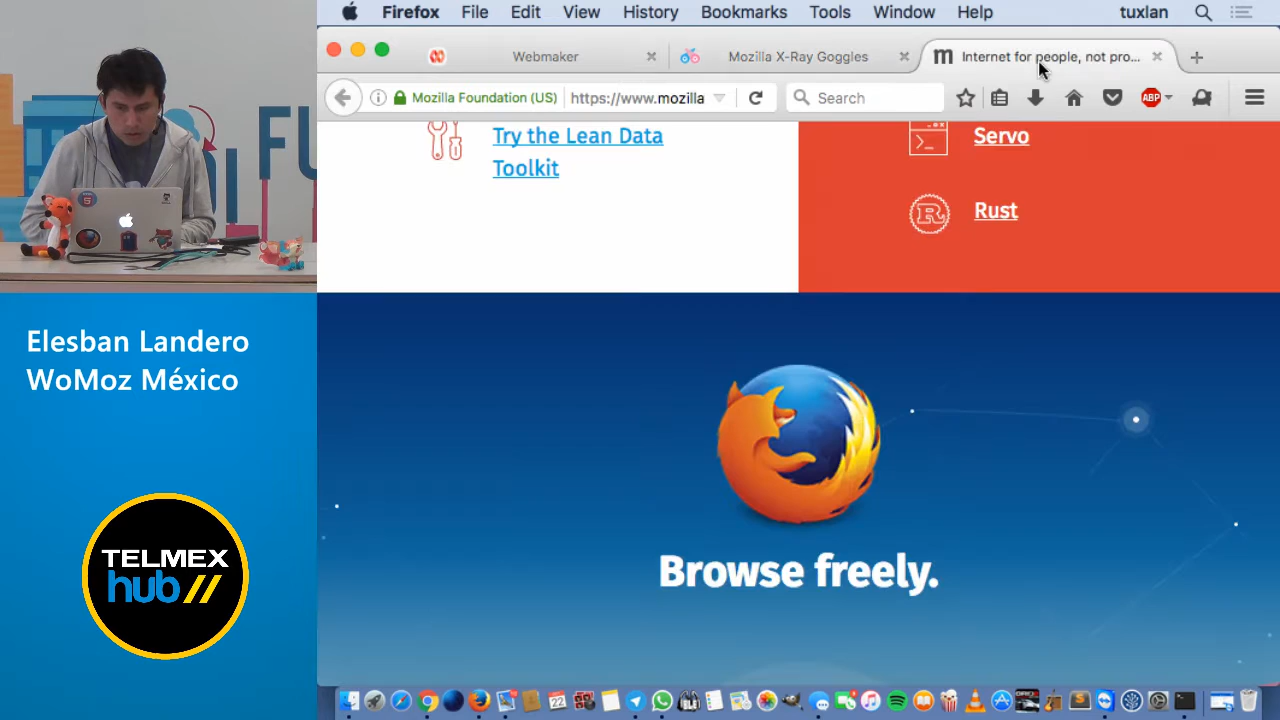 Firefox File Edit View History Bookmarks Tools Window Help tuxlan
Webmaker
Mozilla X-Ray Goggles
Internet for people, not pro...
Mozilla Foundation (US)
https://www.mozilla
Search
ABP
Try the Lean Data
Toolkit
Servo
Rust
Browse freely.
FU
Elesban Landero
WoMoz México
TELMEX
hub//